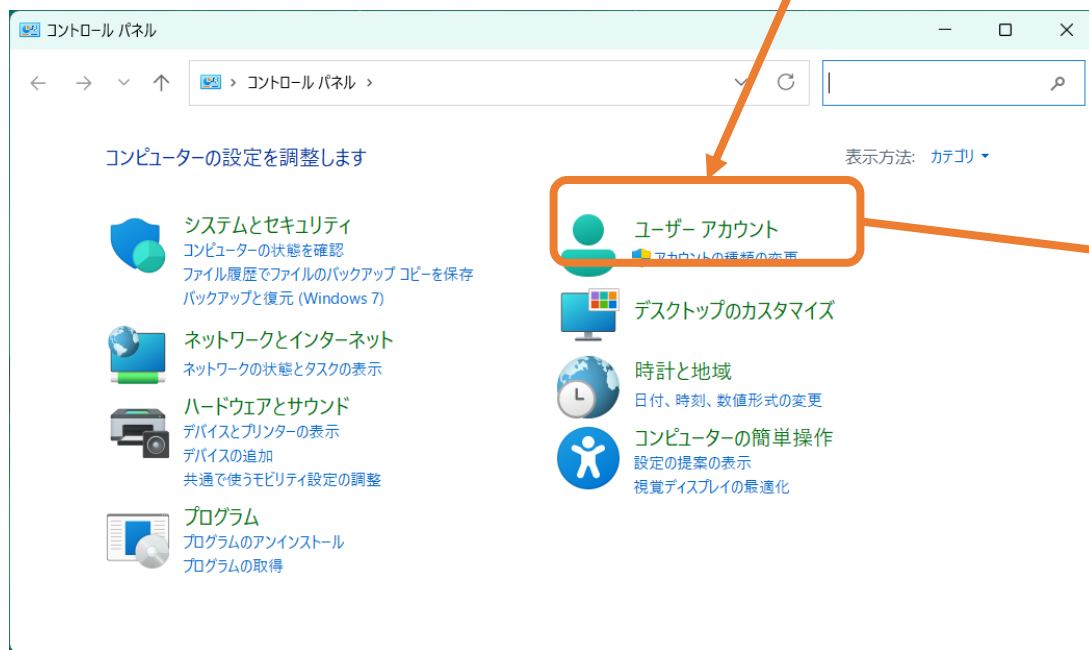 コントロール パネル
コントロール パネル
コンピューターの設定を調整します
表示方法: カテゴリ
システムとセキュリティ
コンピューターの状態を確認
ファイル履歴でファイルのバックアップ コピーを保存
バックアップと復元 (Windows 7)
ネットワークとインターネット
ネットワークの状態とタスクの表示
ハードウェアとサウンド
デバイスとプリンターの表示
デバイスの追加
共通で使うモビリティ設定の調整
プログラム
プログラムのアンインストール
プログラムの取得
ユーザー アカウント
アカウントの種類の変更
デスクトップのカスタマイズ
時計と地域
日付、時刻、数値形式の変更
コンピューターの簡単操作
設定の提案の表示
視覚ディスプレイの最適化